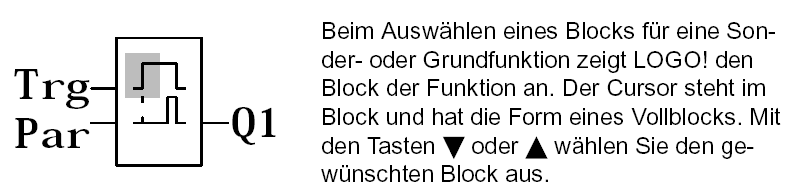 Trg
Par
Q1
Beim Auswählen eines Blocks für eine Son-
der- oder Grundfunktion zeigt LOGO! den
Block der Funktion an. Der Cursor steht im
Block und hat die Form eines Vollblocks. Mit
den Tasten ▼ oder ▲ wählen Sie den ge-
wünschten Block aus.